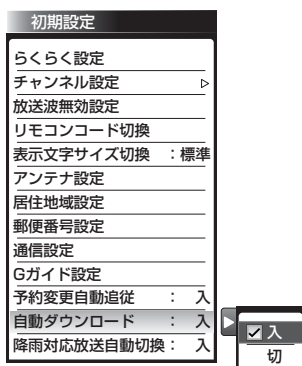 初期設定
らくらく設定
チャンネル設定
放送波無効設定
リモコンコード切換
表示文字サイズ切換 ：標準
アンテナ設定
居住地域設定
郵便番号設定
通信設定
Gガイド設定
予約変更自動追従 ： 入
自動ダウンロード ： 入
降雨対応放送自動切換： 入
入
切